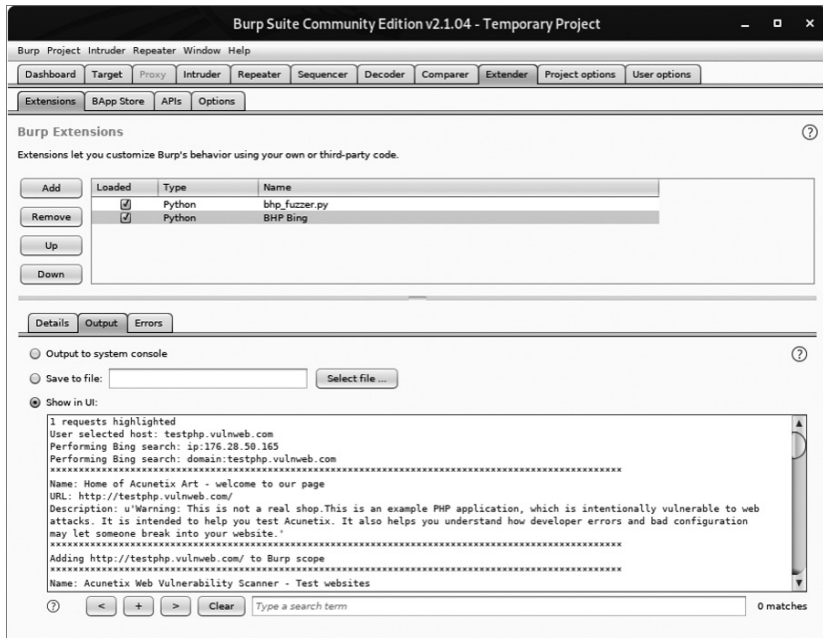 Burp Suite Community Edition v2.1.04 - Temporary Project
Burp Project Intruder Repeater Window Help
Dashboard Target Proxy Intruder Repeater Sequencer Decoder Comparer Extender Project options User options
Extensions BApp Store APIs Options
Burp Extensions
?
Extensions let you customize Burp's behavior using your own or third-party code.
Add
Remove
Up
Down
Loaded Type Name
Python bhp_fuzzer.py
Python BHP Bing
Details Output Errors
Output to system console
?
Save to file: Select file ...
Show in UI:
1 requests highlighted
User selected host: testphp.vulnweb.com
Performing Bing search: ip:176.28.50.165
Performing Bing search: domain:testphp.vulnweb.com
****************************************************************************************************
Name: Home of Acunetix Art - welcome to our page
URL: http://testphp.vulnweb.com/
Description: u'Warning: This is not a real shop.This is an example PHP application, which is intentionally vulnerable to web
attacks. It is intended to help you test Acunetix. It also helps you understand how developer errors and bad configuration
may let someone break into your website.'
****************************************************************************************************
Adding http://testphp.vulnweb.com/ to Burp scope
****************************************************************************************************
Name: Acunetix Web Vulnerability Scanner - Test websites
? < + > Clear Type a search term 0 matches